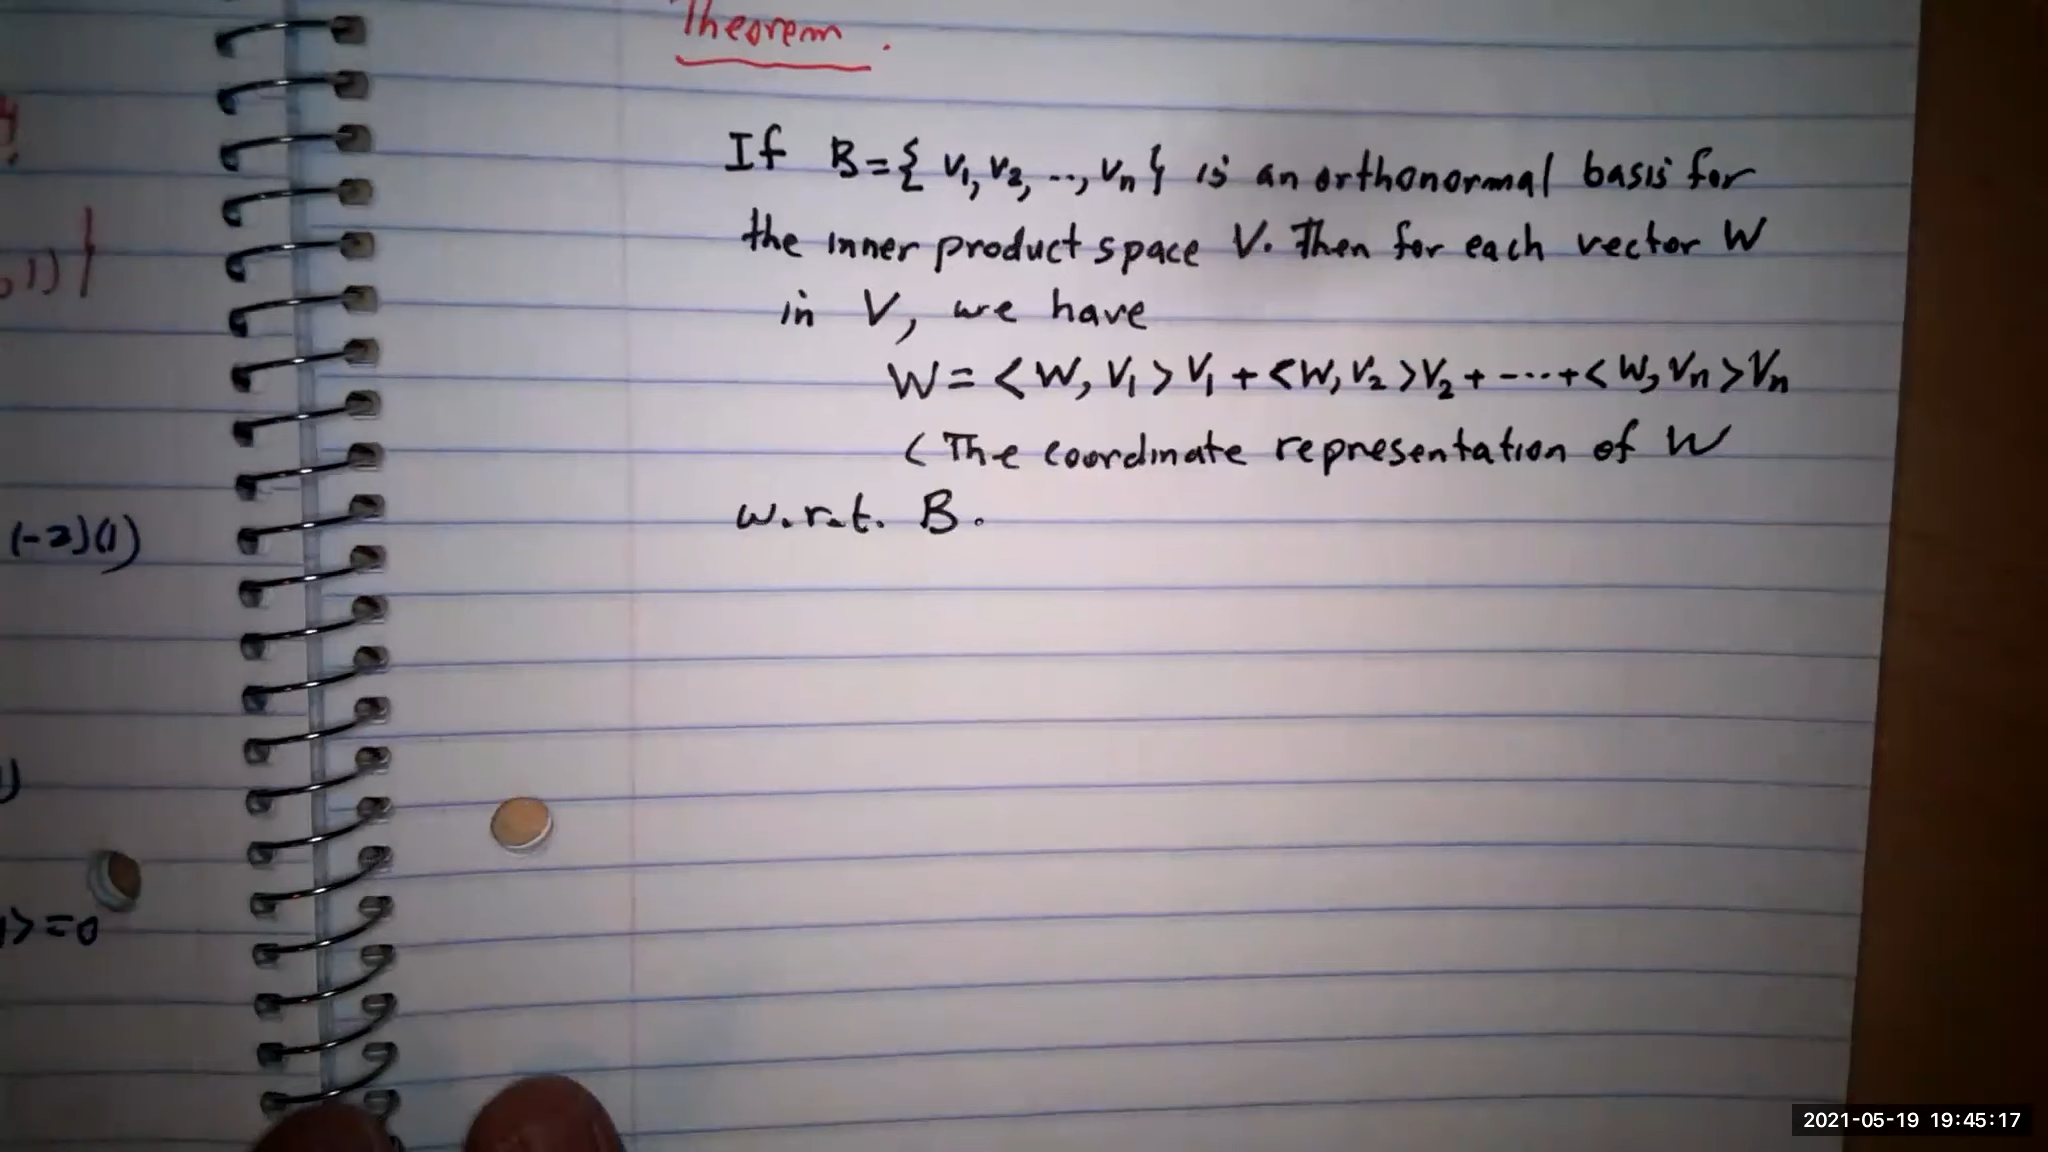 Theorem.
If B={ v1, v2, .., vn} is an orthonormal basis for
the inner product space V. Then for each vector W
in V, we have
W = <W, V1>V1 + <W, V2>V2 + ---+ <W, Vn>Vn
(The coordinate representation of W
w.r.t. B.
(-2)(1)
>=0
2021-05-19 19:45:17